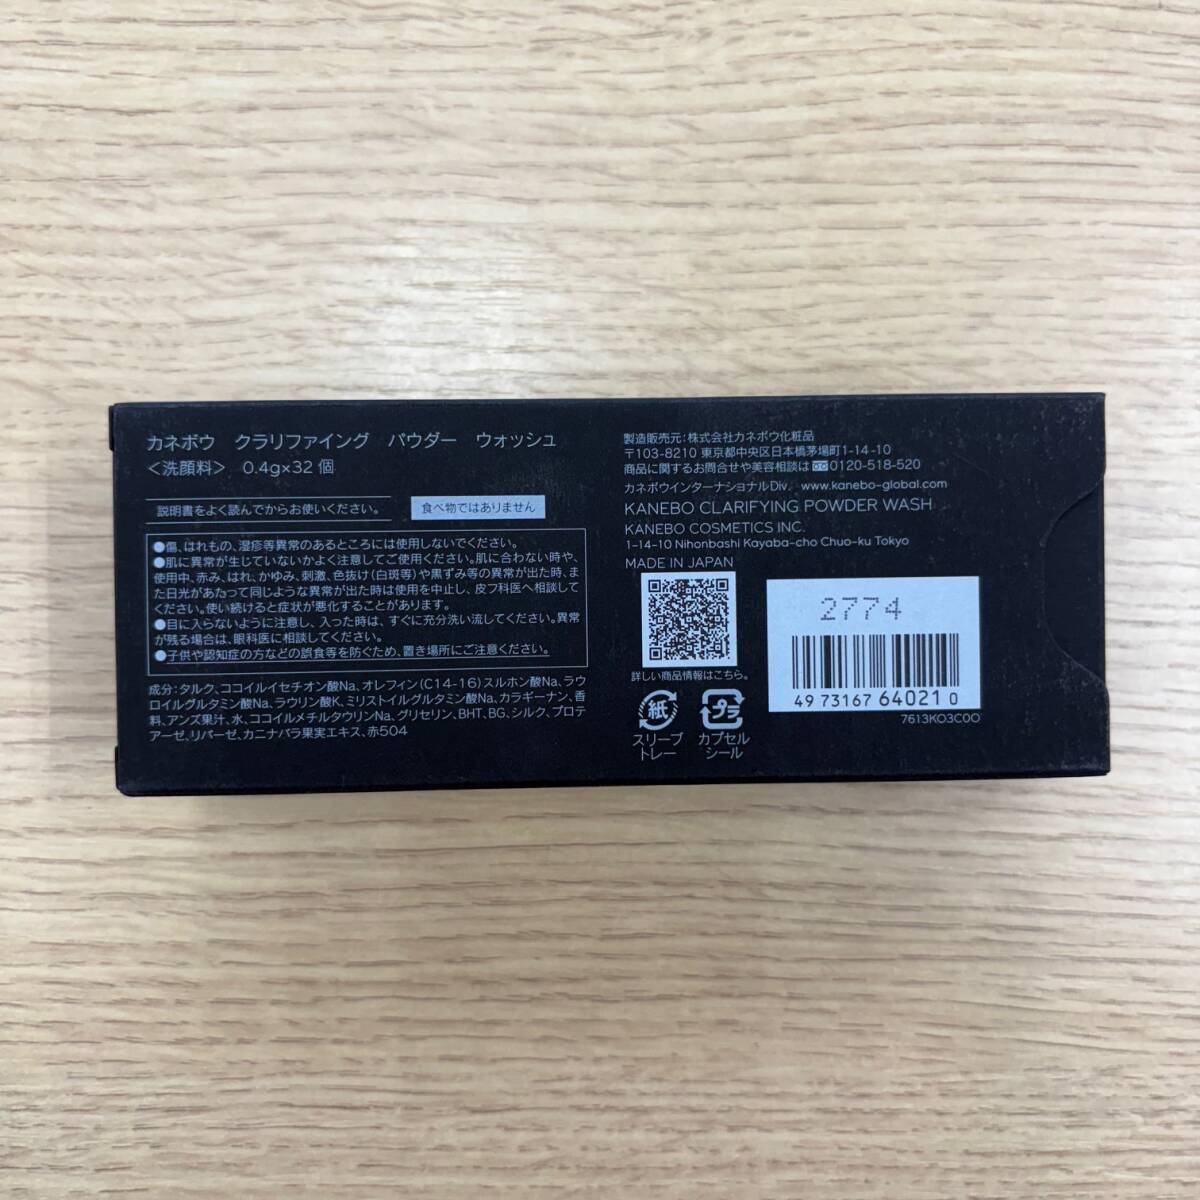 カネボウ クラリファイング パウダー ウォッシュ
＜洗顔料＞ 0.4g×32 個
説明書をよく読んでからお使いください。
食べ物ではありません
●傷、はれもの、湿疹等異常のあるところには使用しないでください。
●肌に異常が生じていないかよく注意してご使用ください。肌に合わない時や、
使用中、赤み、はれ、かゆみ、刺激、色抜け(白斑等)や黒ずみ等の異常が出た時、ま
た日光があたって同じような異常が出た時は使用を中止し、皮フ科医へ相談して
ください。使い続けると症状が悪化することがあります。
●目に入らないように注意し、入った時は、すぐに充分洗い流してください。異常
が残る場合は、眼科医に相談してください。
●子供や認知症の方などの誤食等を防ぐため、置き場所にご注意ください。
成分：タルク、ココイルイセチオン酸Na、オレフィン(C14-16)スルホン酸Na、ラウ
ロイルグルタミン酸Na、ラウリン酸K、ミリストイルグルタミン酸Na、カラギーナン、香
料、アンズ果汁、水、ココイルメチルタウリンNa、グリセリン、BHT、BG、シルク、プロテ
アーゼ、リパーゼ、カニナバラ果実エキス、赤504
製造販売元：株式会社カネボウ化粧品
〒103-8210 東京都中央区日本橋茅場町1-14-10
商品に関するお問合せや美容相談は 0120-518-520
カネボウインターナショナルDiv. www.kanebo-global.com
KANEBO CLARIFYING POWDER WASH
KANEBO COSMETICS INC.
1-14-10 Nihonbashi Kayaba-cho Chuo-ku Tokyo
MADE IN JAPAN
詳しい商品情報はこちら。
紙 プラ
スリーブ カプセル
トレー シール
2774
4973167 64021 0
7613KO3C0O